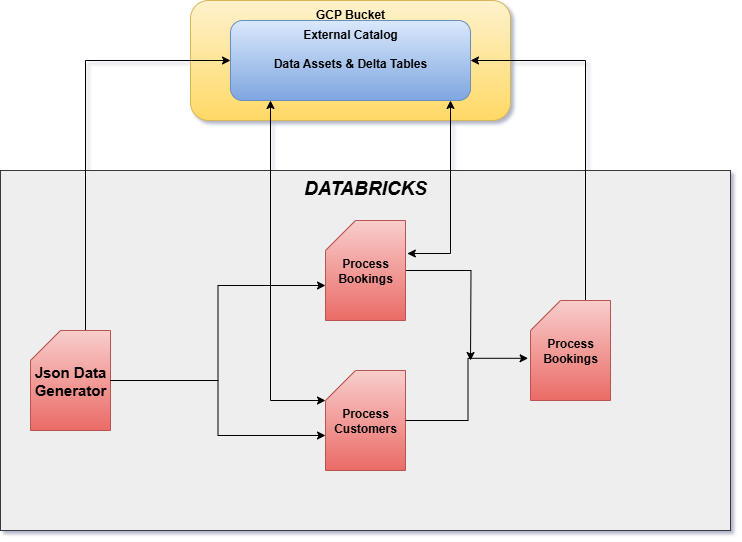 GCP Bucket
External Catalog
Data Assets & Delta Tables
DATABRICKS
Process
Bookings
Process
Bookings
Json Data
Generator
Process
Customers